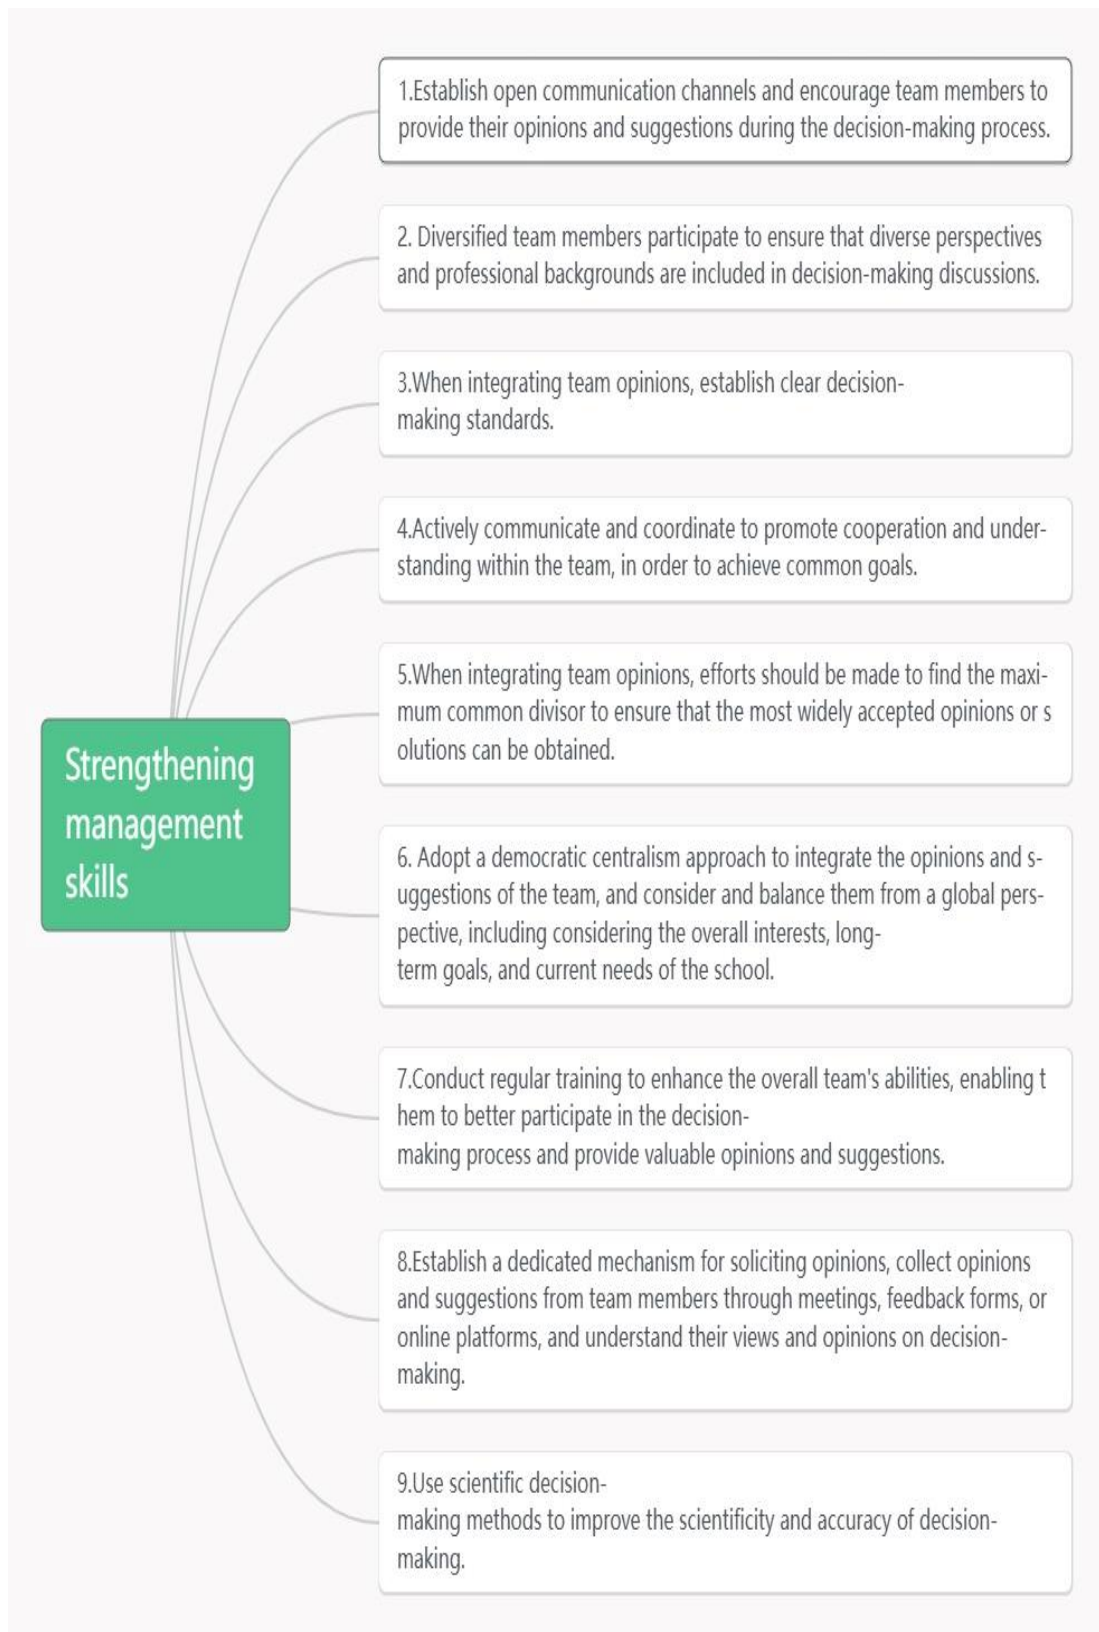 1.Establish open communication channels and encourage team members to
provide their opinions and suggestions during the decision-making process.
2. Diversified team members participate to ensure that diverse perspectives
and professional backgrounds are included in decision-making discussions.
3.When integrating team opinions, establish clear decision-
making standards.
4.Actively communicate and coordinate to promote cooperation and under-
standing within the team, in order to achieve common goals.
5.When integrating team opinions, efforts should be made to find the maxi-
mum common divisor to ensure that the most widely accepted opinions or s
olutions can be obtained.
Strengthening
management
skills
6. Adopt a democratic centralism approach to integrate the opinions and s-
uggestions of the team, and consider and balance them from a global pers-
pective, including considering the overall interests, long-
term goals, and current needs of the school.
7.Conduct regular training to enhance the overall team's abilities, enabling t
hem to better participate in the decision-
making process and provide valuable opinions and suggestions.
8.Establish a dedicated mechanism for soliciting opinions, collect opinions
and suggestions from team members through meetings, feedback forms, or
online platforms, and understand their views and opinions on decision-
making.
9.Use scientific decision-
making methods to improve the scientificity and accuracy of decision-
making.